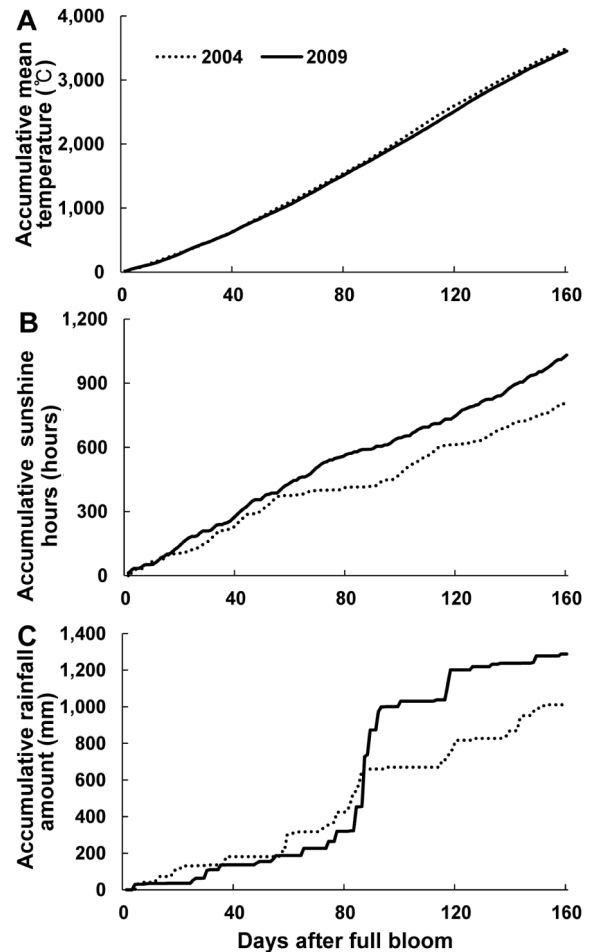 A
Accumulative mean
temperature (℃)
4,000
3,000
2,000
1,000
0
2004
2009
0 40 80 120 160
B
Accumulative sunshine
hours (hours)
1,200
900
600
300
0
0 40 80 120 160
C
Accumulative rainfall
amount (mm)
1,400
1,200
1,000
800
600
400
200
0
0 40 80 120 160
Days after full bloom